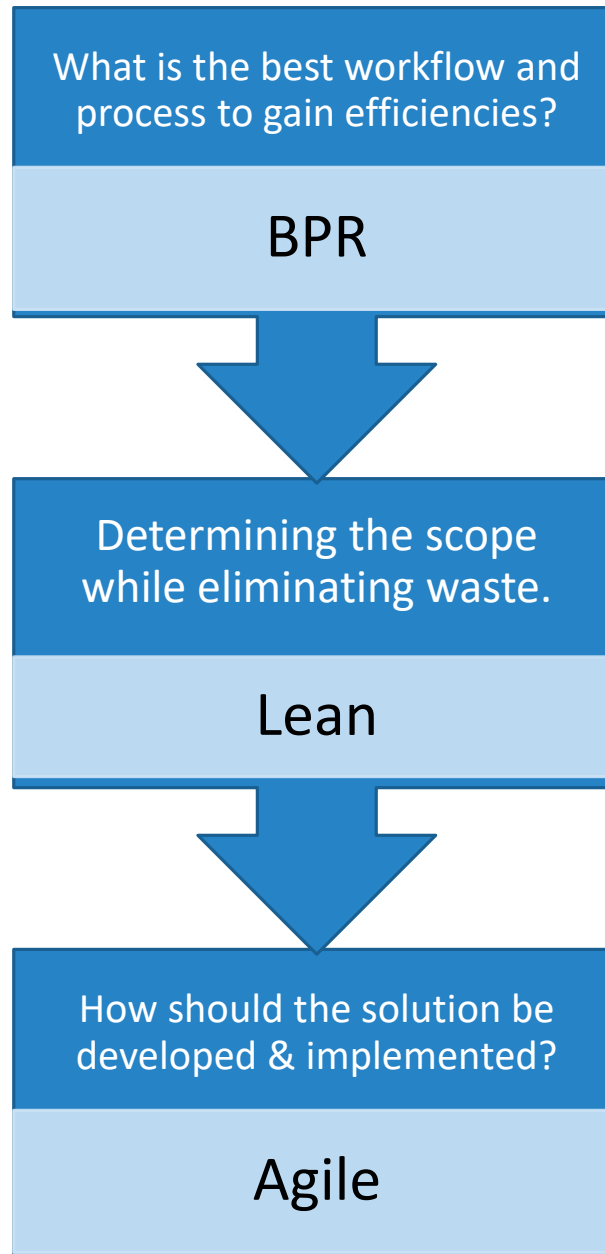 What is the best workflow and
process to gain efficiencies?
BPR
Determining the scope
while eliminating waste.
Lean
How should the solution be
developed & implemented?
Agile